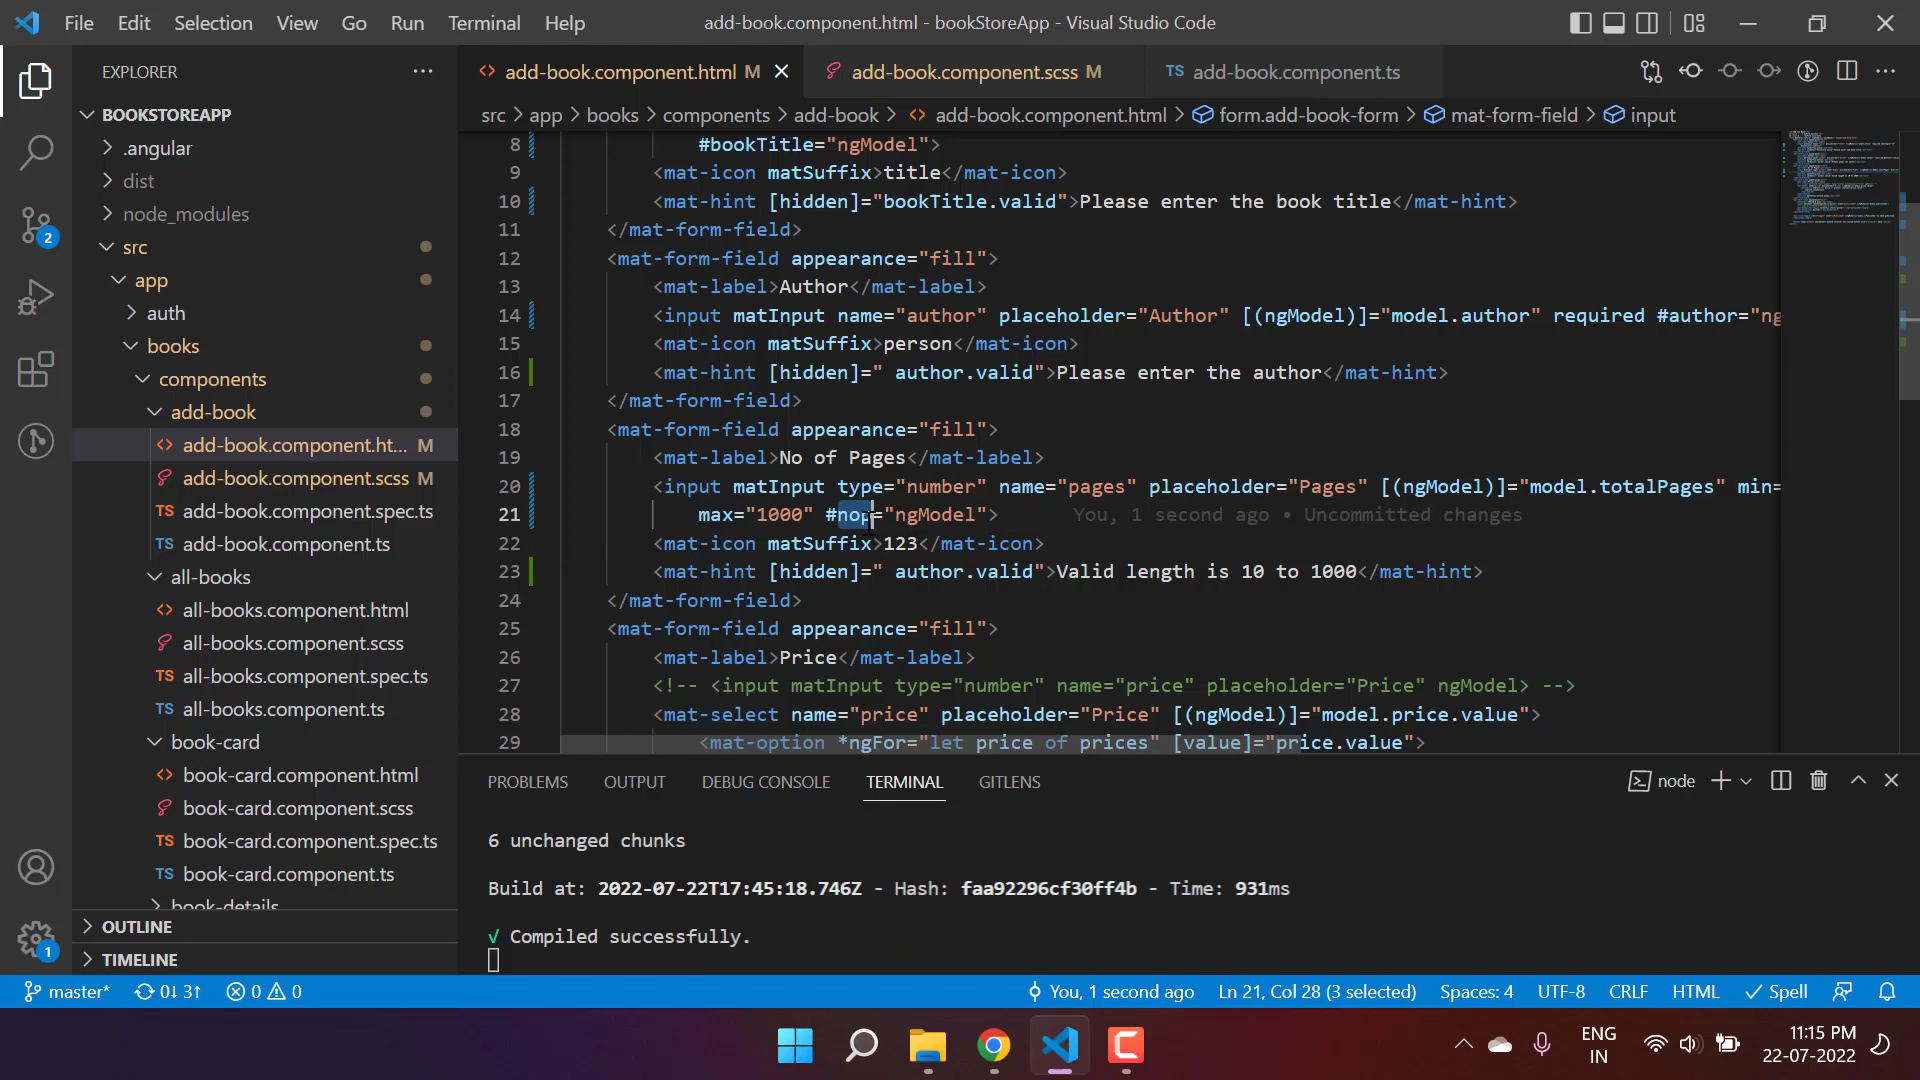 File Edit Selection View Go Run Terminal Help add-book.component.html - bookStoreApp - Visual Studio Code
EXPLORER
BOOKSTOREAPP
.angular
dist
node_modules
src
app
auth
books
components
add-book
add-book.component.ht... M
add-book.component.scss M
add-book.component.spec.ts
TS add-book.component.ts
all-books
all-books.component.html
all-books.component.scss
TS all-books.component.spec.ts
TS all-books.component.ts
book-card
book-card.component.html
book-card.component.scss
TS book-card.component.spec.ts
TS book-card.component.ts
book-details
OUTLINE
TIMELINE
2
1
add-book.component.html M add-book.component.scss M TS add-book.component.ts
src > app > books > components > add-book > add-book.component.html > form.add-book-form > mat-form-field > input
8 #bookTitle="ngModel">
9 <mat-icon matSuffix>title</mat-icon>
10 <mat-hint [hidden]="bookTitle.valid">Please enter the book title</mat-hint>
11 </mat-form-field>
12 <mat-form-field appearance="fill">
13 <mat-label>Author</mat-label>
14 <input matInput name="author" placeholder="Author" [(ngModel)]="model.author" required #author="ng
15 <mat-icon matSuffix>person</mat-icon>
16 <mat-hint [hidden]=" author.valid">Please enter the author</mat-hint>
17 </mat-form-field>
18 <mat-form-field appearance="fill">
19 <mat-label>No of Pages</mat-label>
20 <input matInput type="number" name="pages" placeholder="Pages" [(ngModel)]="model.totalPages" min=
21 max="1000" #nop="ngModel"> You, 1 second ago • Uncommitted changes
22 <mat-icon matSuffix>123</mat-icon>
23 <mat-hint [hidden]=" author.valid">Valid length is 10 to 1000</mat-hint>
24 </mat-form-field>
25 <mat-form-field appearance="fill">
26 <mat-label>Price</mat-label>
27 <!-- <input matInput type="number" name="price" placeholder="Price" ngModel> -->
28 <mat-select name="price" placeholder="Price" [(ngModel)]="model.price.value">
29 <mat-option *ngFor="let price of prices" [value]="price.value">
PROBLEMS OUTPUT DEBUG CONSOLE TERMINAL GITLENS node
6 unchanged chunks
Build at: 2022-07-22T17:45:18.746Z - Hash: faa92296cf30ff4b - Time: 931ms
√ Compiled successfully.
master* 0↓ 3↑ 0 0 You, 1 second ago Ln 21, Col 28 (3 selected) Spaces: 4 UTF-8 CRLF HTML Spell
ENG
IN
11:15 PM
22-07-2022